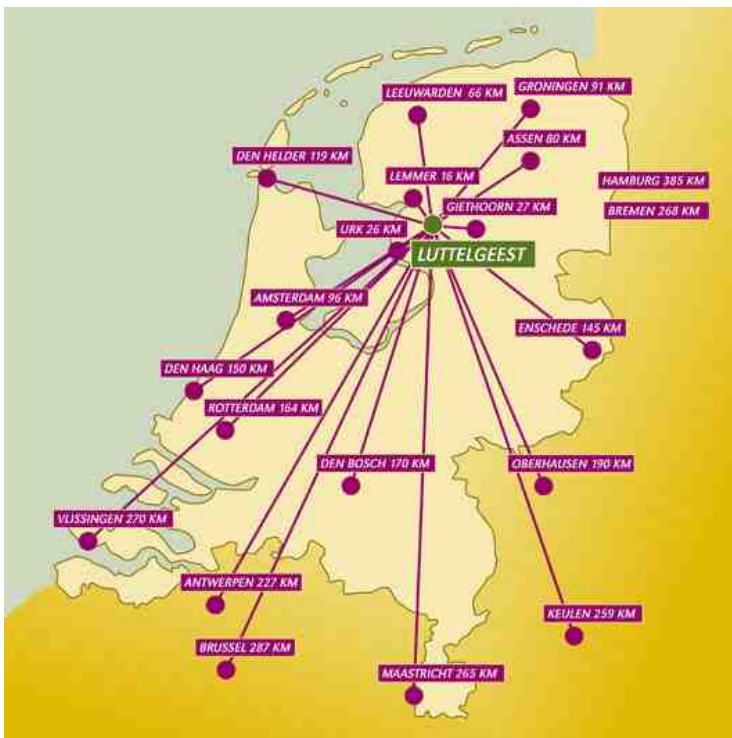 LEEUWARDEN 66 KM
GRONINGEN 91 KM
ASSEN 80 KM
DEN HELDER 119 KM
LEMMER 16 KM
HAMBURG 385 KM
GIETHOORN 27 KM
BREMEN 268 KM
URK 26 KM
LUTTELGEEST
AMSTERDAM 96 KM
ENSCHEDE 145 KM
DEN HAAG 150 KM
ROTTERDAM 164 KM
DEN BOSCH 170 KM
OBERHAUSEN 190 KM
VLISSINGEN 270 KM
ANTWERPEN 227 KM
KEULEN 259 KM
BRUSSEL 287 KM
MAASTRICHT 265 KM